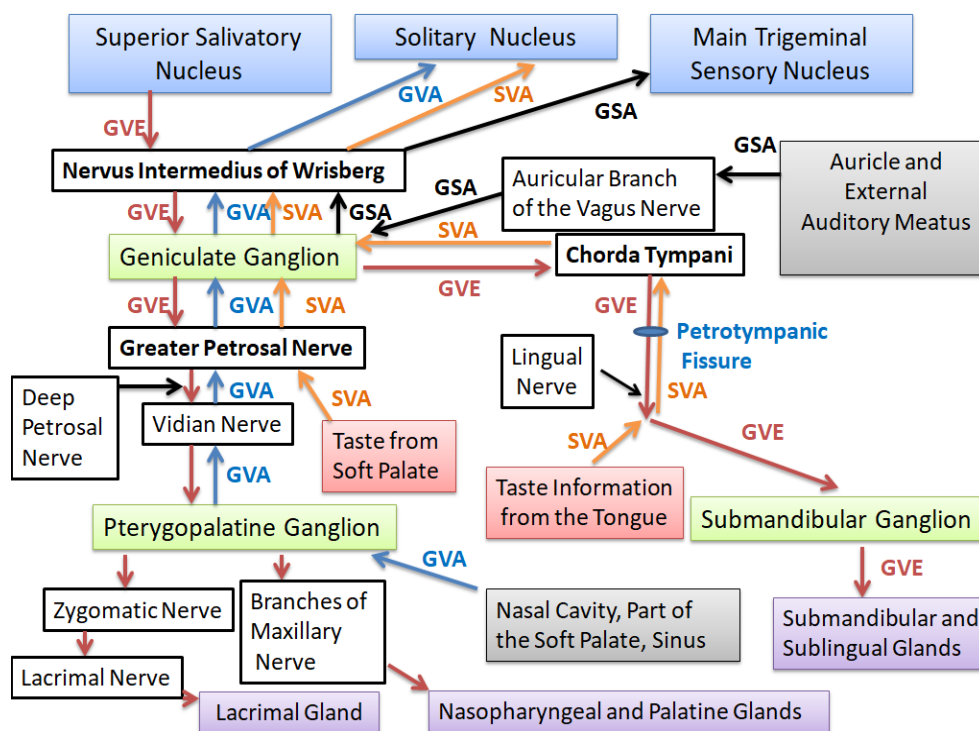 Superior Salivatory
Nucleus
Solitary Nucleus
Main Trigeminal
Sensory Nucleus
GVE
GVA
SVA
GSA
Nervus Intermedius of Wrisberg
GVE
GVA
SVA
GSA
GSA
Auricular Branch
of the Vagus Nerve
GSA
Auricle and
External
Auditory Meatus
Geniculate Ganglion
SVA
GVE
Chorda Tympani
GVE
GVA
SVA
GVE
Petrotympanic
Fissure
SVA
Greater Petrosal Nerve
Lingual
Nerve
Deep
Petrosal
Nerve
GVA
SVA
Vidian Nerve
Taste from
Soft Palate
SVA
GVE
GVA
Taste Information
from the Tongue
Pterygopalatine Ganglion
Submandibular Ganglion
GVA
GVE
Zygomatic Nerve
Branches of
Maxillary
Nerve
Nasal Cavity, Part of
the Soft Palate, Sinus
Submandibular and
Sublingual Glands
Lacrimal Nerve
Lacrimal Gland
Nasopharyngeal and Palatine Glands